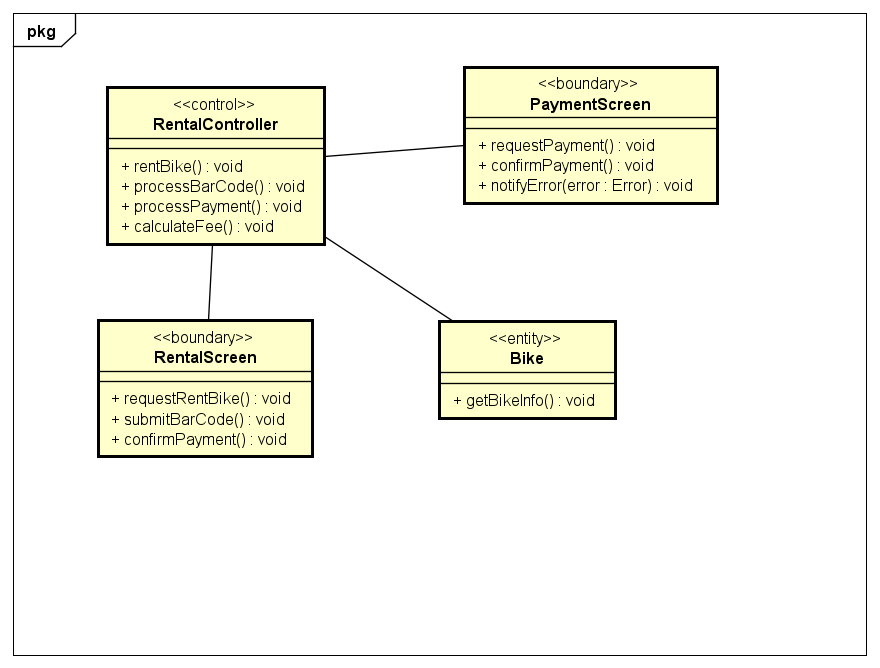 pkg
<<control>>
RentalController
+ rentBike() : void
+ processBarCode() : void
+ processPayment() : void
+ calculateFee() : void
<<boundary>>
PaymentScreen
+ requestPayment() : void
+ confirmPayment() : void
+ notifyError(error : Error) : void
<<boundary>>
RentalScreen
+ requestRentBike() : void
+ submitBarCode() : void
+ confirmPayment() : void
<<entity>>
Bike
+ getBikeInfo() : void